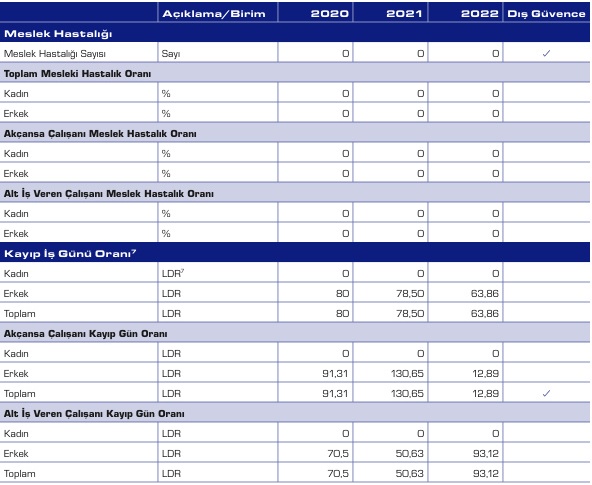 Açıklama/Birim 2020 2021 2022 Dış Güvence
Meslek Hastalığı
Meslek Hastalığı Sayısı Sayı 0 0 0 ✓
Toplam Mesleki Hastalık Oranı
Kadın % 0 0 0
Erkek % 0 0 0
Akçansa Çalışanı Meslek Hastalık Oranı
Kadın % 0 0 0
Erkek % 0 0 0
Alt İş Veren Çalışanı Meslek Hastalık Oranı
Kadın % 0 0 0
Erkek % 0 0 0
Kayıp İş Günü Oranı⁷
Kadın LDR⁷ 0 0 0
Erkek LDR 80 78,50 63,86
Toplam LDR 80 78,50 63,86
Akçansa Çalışanı Kayıp Gün Oranı
Kadın LDR 0 0 0
Erkek LDR 91,31 130,65 12,89
Toplam LDR 91,31 130,65 12,89 ✓
Alt İş Veren Çalışanı Kayıp Gün Oranı
Kadın LDR 0 0 0
Erkek LDR 70,5 50,63 93,12
Toplam LDR 70,5 50,63 93,12